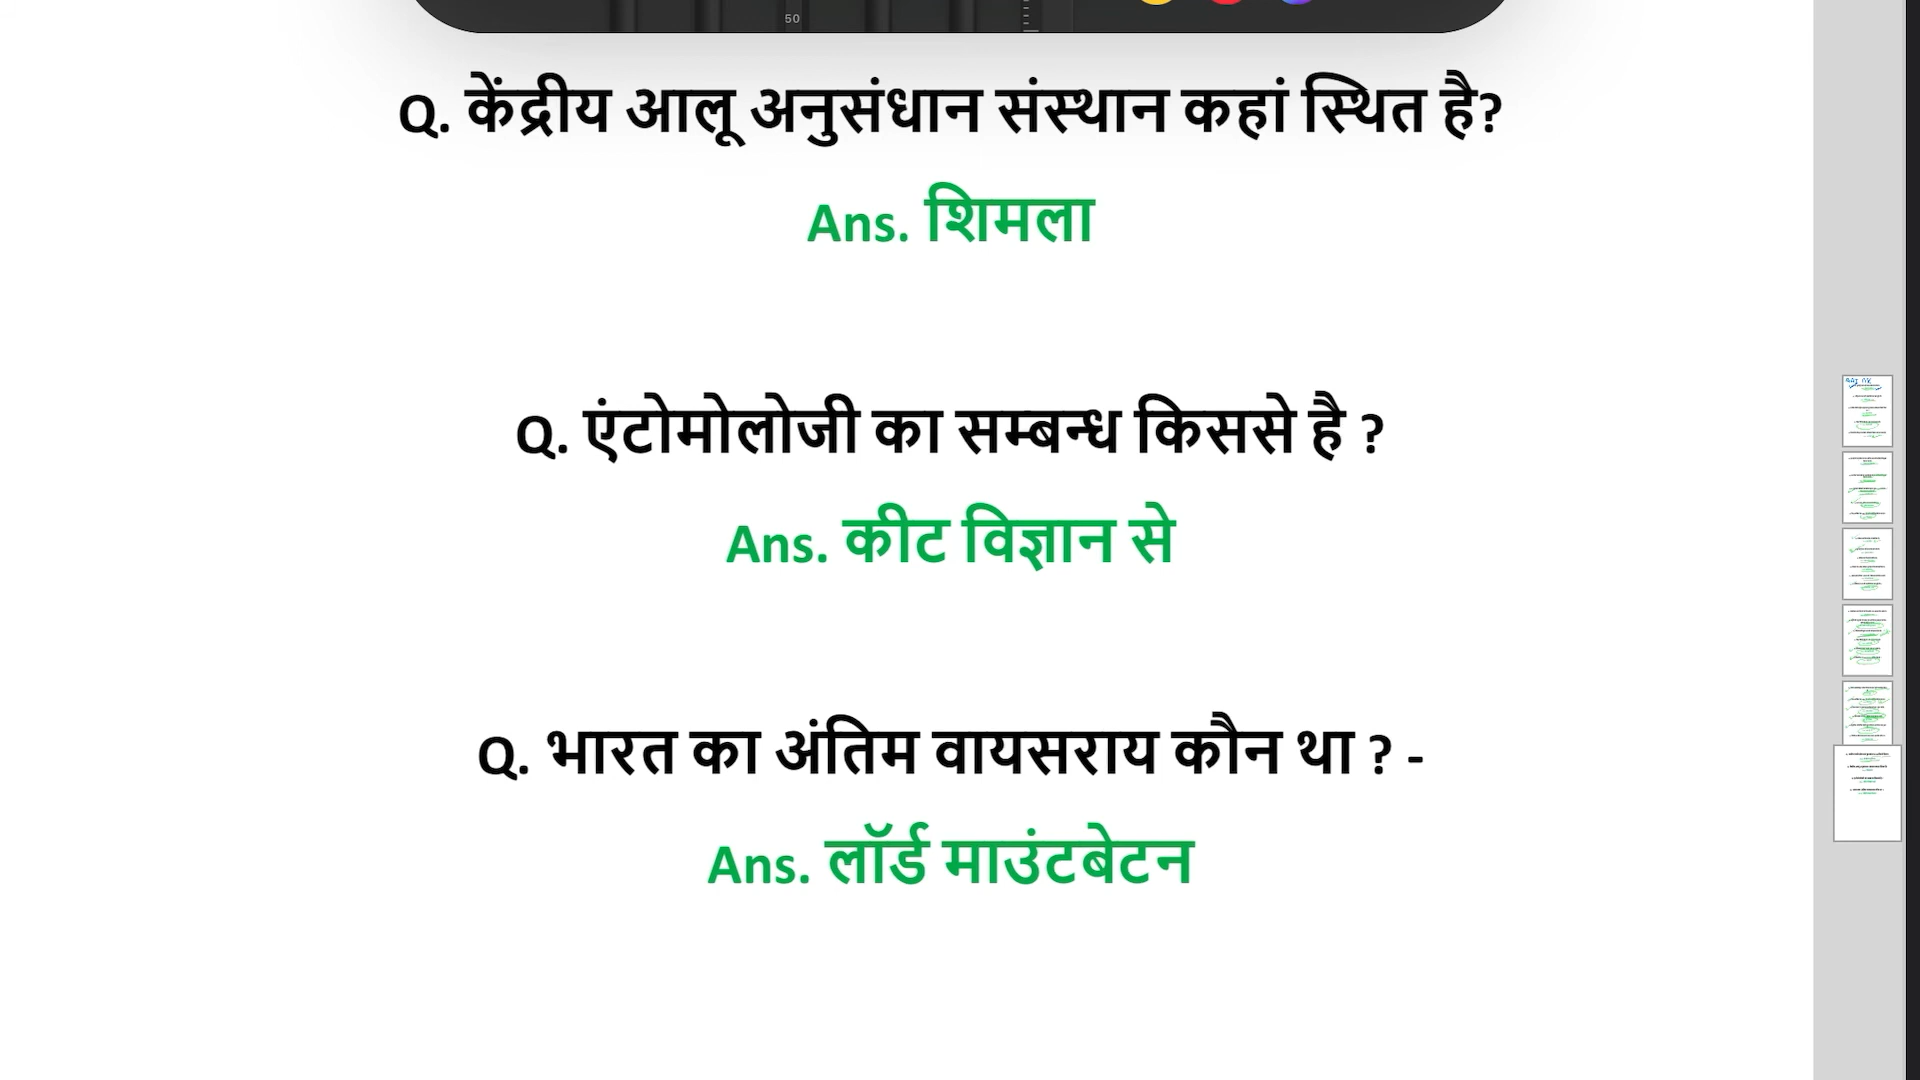 50
Q. केंद्रीय आलू अनुसंधान संस्थान कहां स्थित है?
Ans. शिमला
Q. एंटोमोलोजी का सम्बन्ध किससे है ?
Ans. कीट विज्ञान से
Q. भारत का अंतिम वायसराय कौन था ? -
Ans. लॉर्ड माउंटबेटन